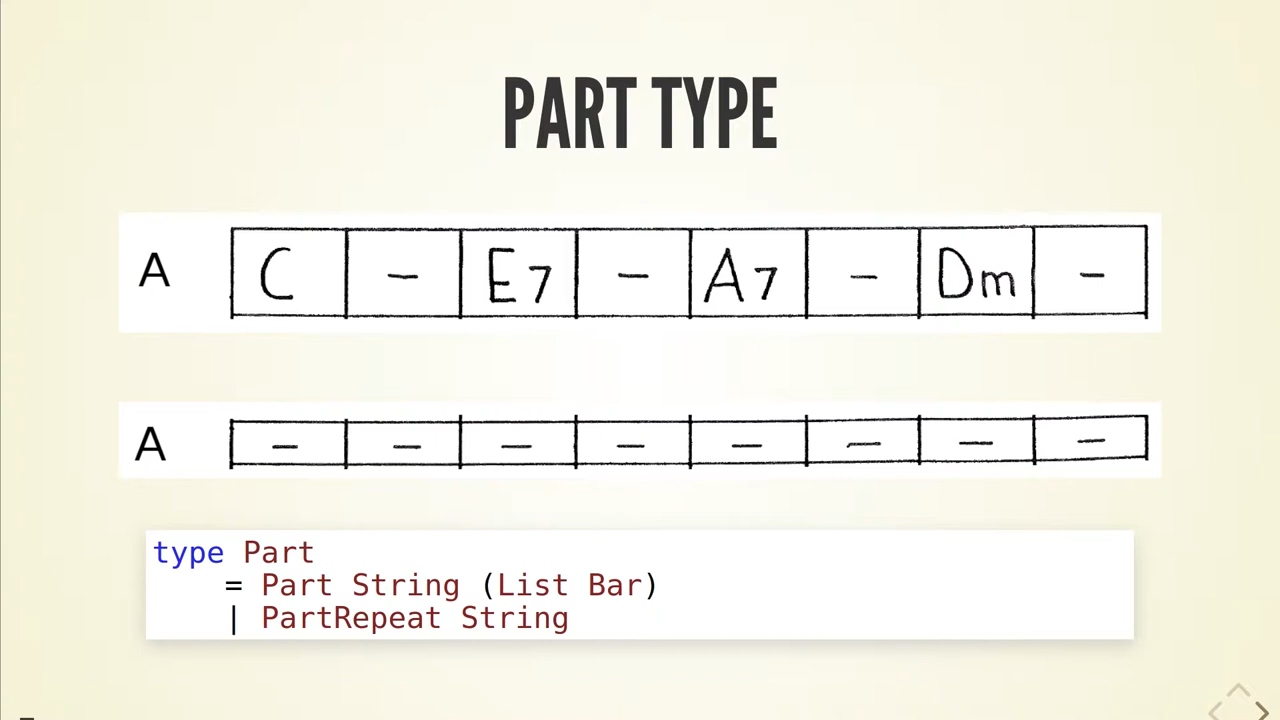 PART TYPE
A C – E7 – A7 – Dm –
A – – – – – – – –
type Part
= Part String (List Bar)
| PartRepeat String